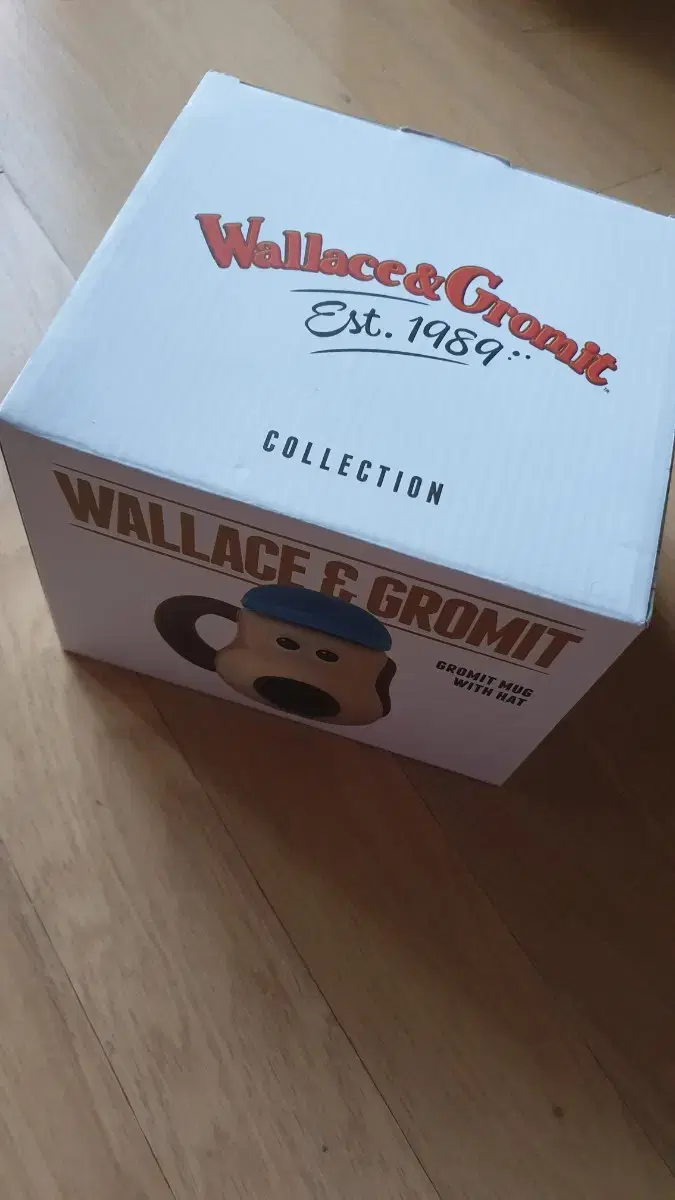 Wallace & Gromit
Est. 1989
COLLECTION
WALLACE & GROMIT
GROMIT MUG
WITH HAT